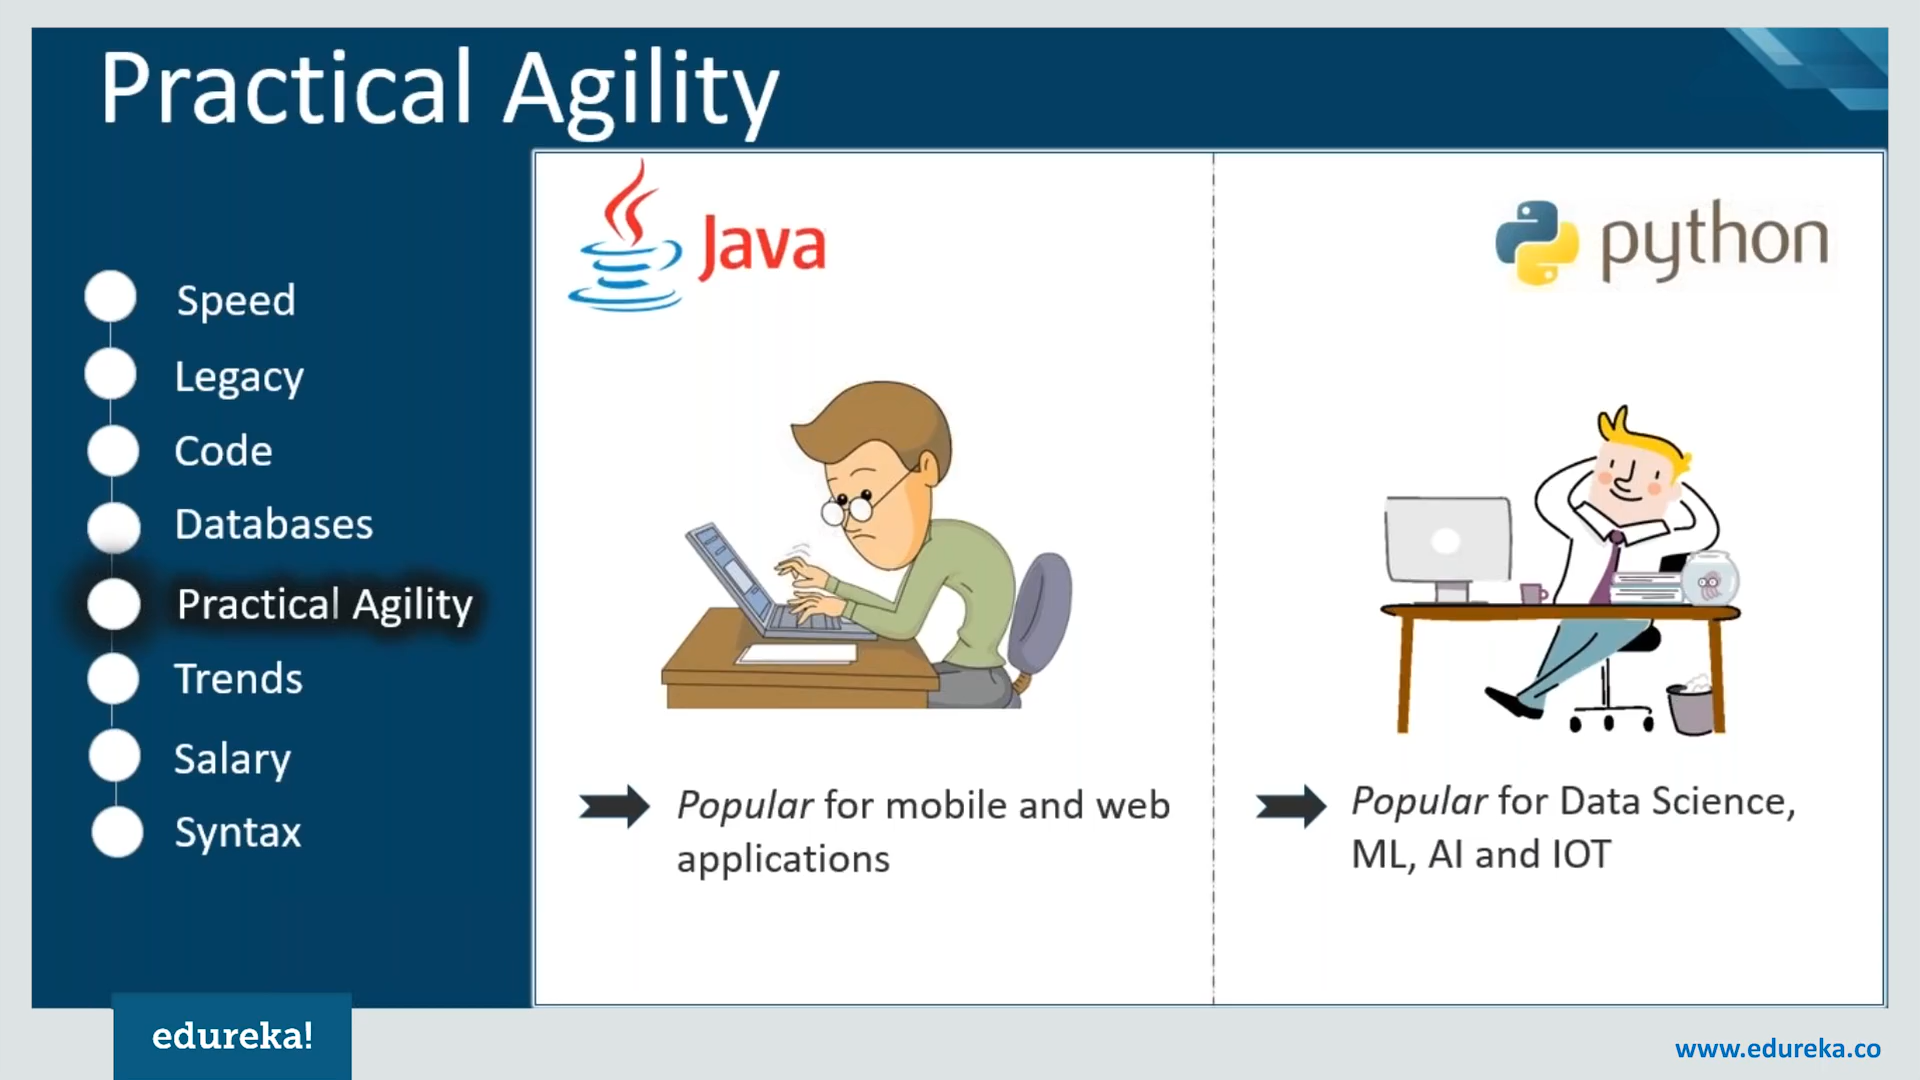 Practical Agility
Speed
Legacy
Code
Databases
Practical Agility
Trends
Salary
Syntax
Java
Popular for mobile and web
applications
python
Popular for Data Science,
ML, AI and IOT
edureka!
www.edureka.co